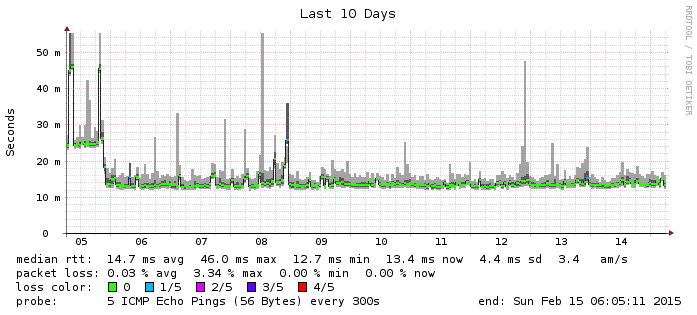 Last 10 Days
RRDTOOL / TOBI OETIKER
Seconds
50 m
40 m
30 m
20 m
10 m
0
05 06 07 08 09 10 11 12 13 14
median rtt: 14.7 ms avg 46.0 ms max 12.7 ms min 13.4 ms now 4.4 ms sd 3.4 am/s
packet loss: 0.03 % avg 3.34 % max 0.00 % min 0.00 % now
loss color: 0 1/5 2/5 3/5 4/5
probe: 5 ICMP Echo Pings (56 Bytes) every 300s end: Sun Feb 15 06:05:11 2015